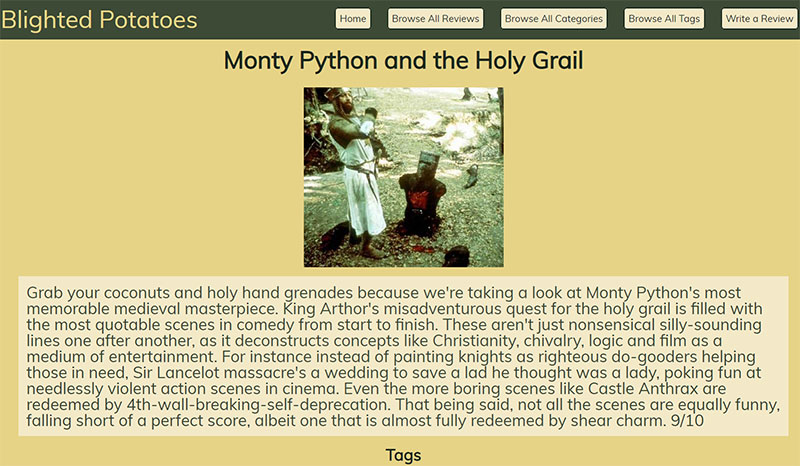 Blighted Potatoes
Home
Browse All Reviews
Browse All Categories
Browse All Tags
Write a Review
Monty Python and the Holy Grail
Grab your coconuts and holy hand grenades because we're taking a look at Monty Python's most
memorable medieval masterpiece. King Arthor's misadventurous quest for the holy grail is filled with
the most quotable scenes in comedy from start to finish. These aren't just nonsensical silly-sounding
lines one after another, as it deconstructs concepts like Christianity, chivalry, logic and film as a
medium of entertainment. For instance instead of painting knights as righteous do-gooders helping
those in need, Sir Lancelot massacre's a wedding to save a lad he thought was a lady, poking fun at
needlessly violent action scenes in cinema. Even the more boring scenes like Castle Anthrax are
redeemed by 4th-wall-breaking-self-deprecation. That being said, not all the scenes are equally funny,
falling short of a perfect score, albeit one that is almost fully redeemed by shear charm. 9/10
Tags